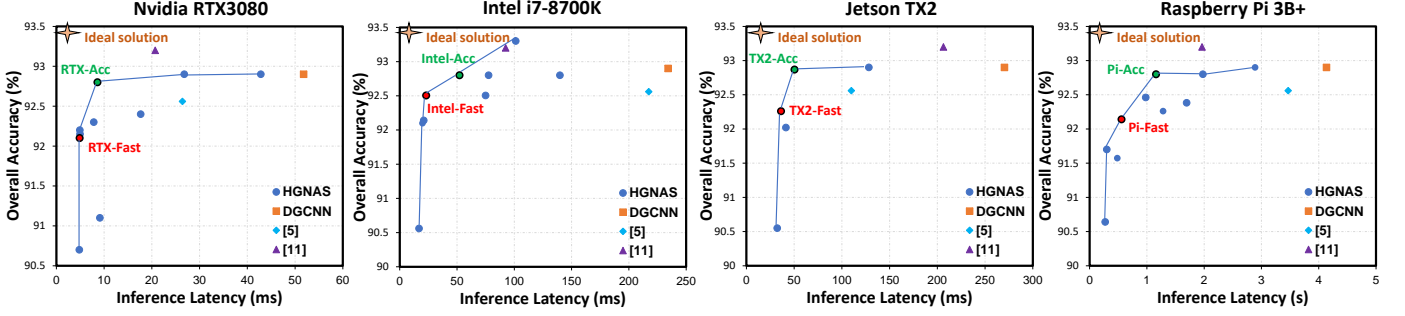 Nvidia RTX3080
Overall Accuracy (%)
93.5
93
92.5
92
91.5
91
90.5
0
10
20
30
40
50
60
Inference Latency (ms)
Ideal solution
RTX-Acc
RTX-Fast
HGNAS
DGCNN
[5]
[11]
Intel i7-8700K
Overall Accuracy (%)
93.5
93
92.5
92
91.5
91
90.5
90
0
50
100
150
200
250
Inference Latency (ms)
Ideal solution
Intel-Acc
Intel-Fast
HGNAS
DGCNN
[5]
[11]
Jetson TX2
Overall Accuracy (%)
93.5
93
92.5
92
91.5
91
90.5
90
0
50
100
150
200
250
300
Inference Latency (ms)
Ideal solution
TX2-Acc
TX2-Fast
HGNAS
DGCNN
[5]
[11]
Raspberry Pi 3B+
Overall Accuracy (%)
93.5
93
92.5
92
91.5
91
90.5
90
0
1
2
3
4
5
Inference Latency (s)
Ideal solution
Pi-Acc
Pi-Fast
HGNAS
DGCNN
[5]
[11]